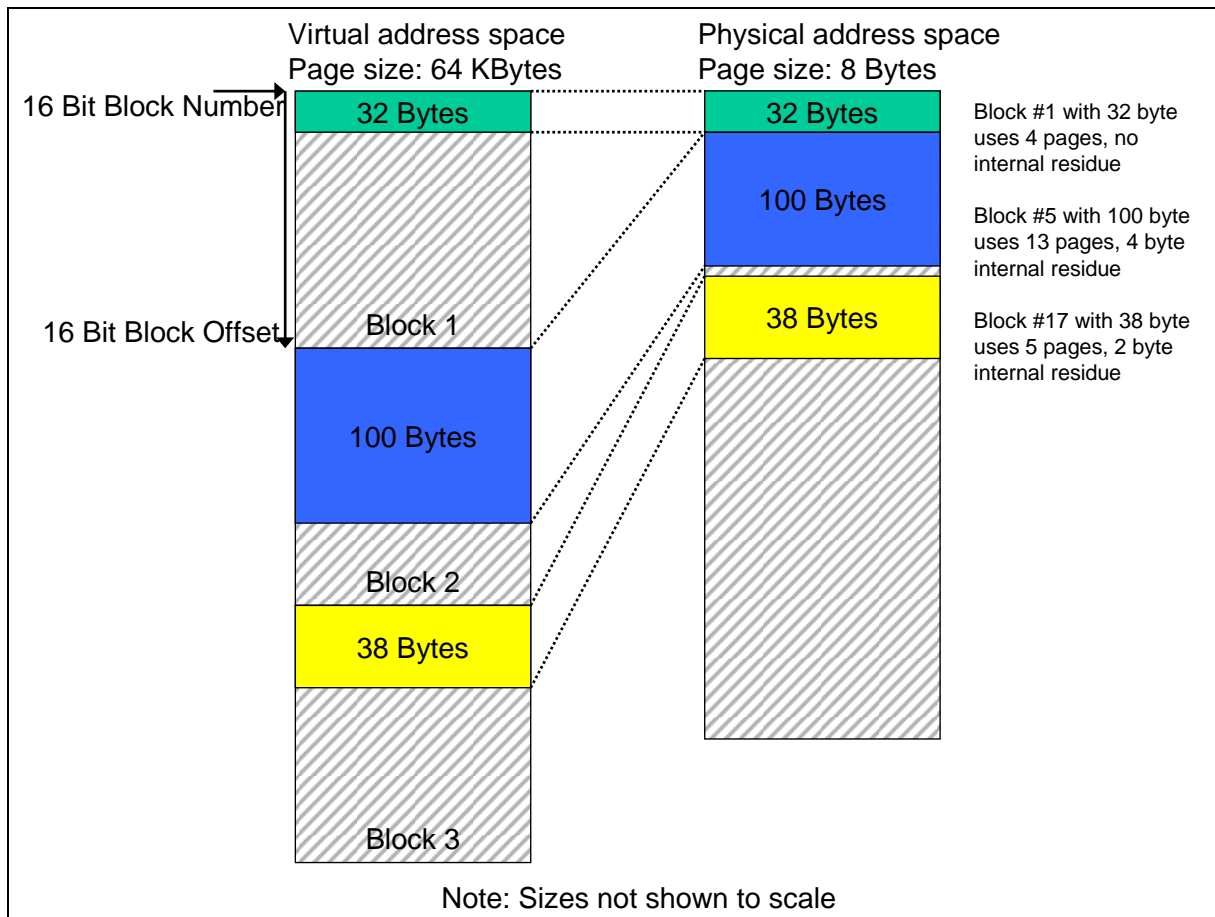 Virtual address space
Page size: 64 KBytes
Physical address space
Page size: 8 Bytes
16 Bit Block Number
32 Bytes
32 Bytes
Block #1 with 32 byte
uses 4 pages, no
internal residue
100 Bytes
Block #5 with 100 byte
uses 13 pages, 4 byte
internal residue
Block 1
16 Bit Block Offset
38 Bytes
Block #17 with 38 byte
uses 5 pages, 2 byte
internal residue
100 Bytes
Block 2
38 Bytes
Block 3
Note: Sizes not shown to scale